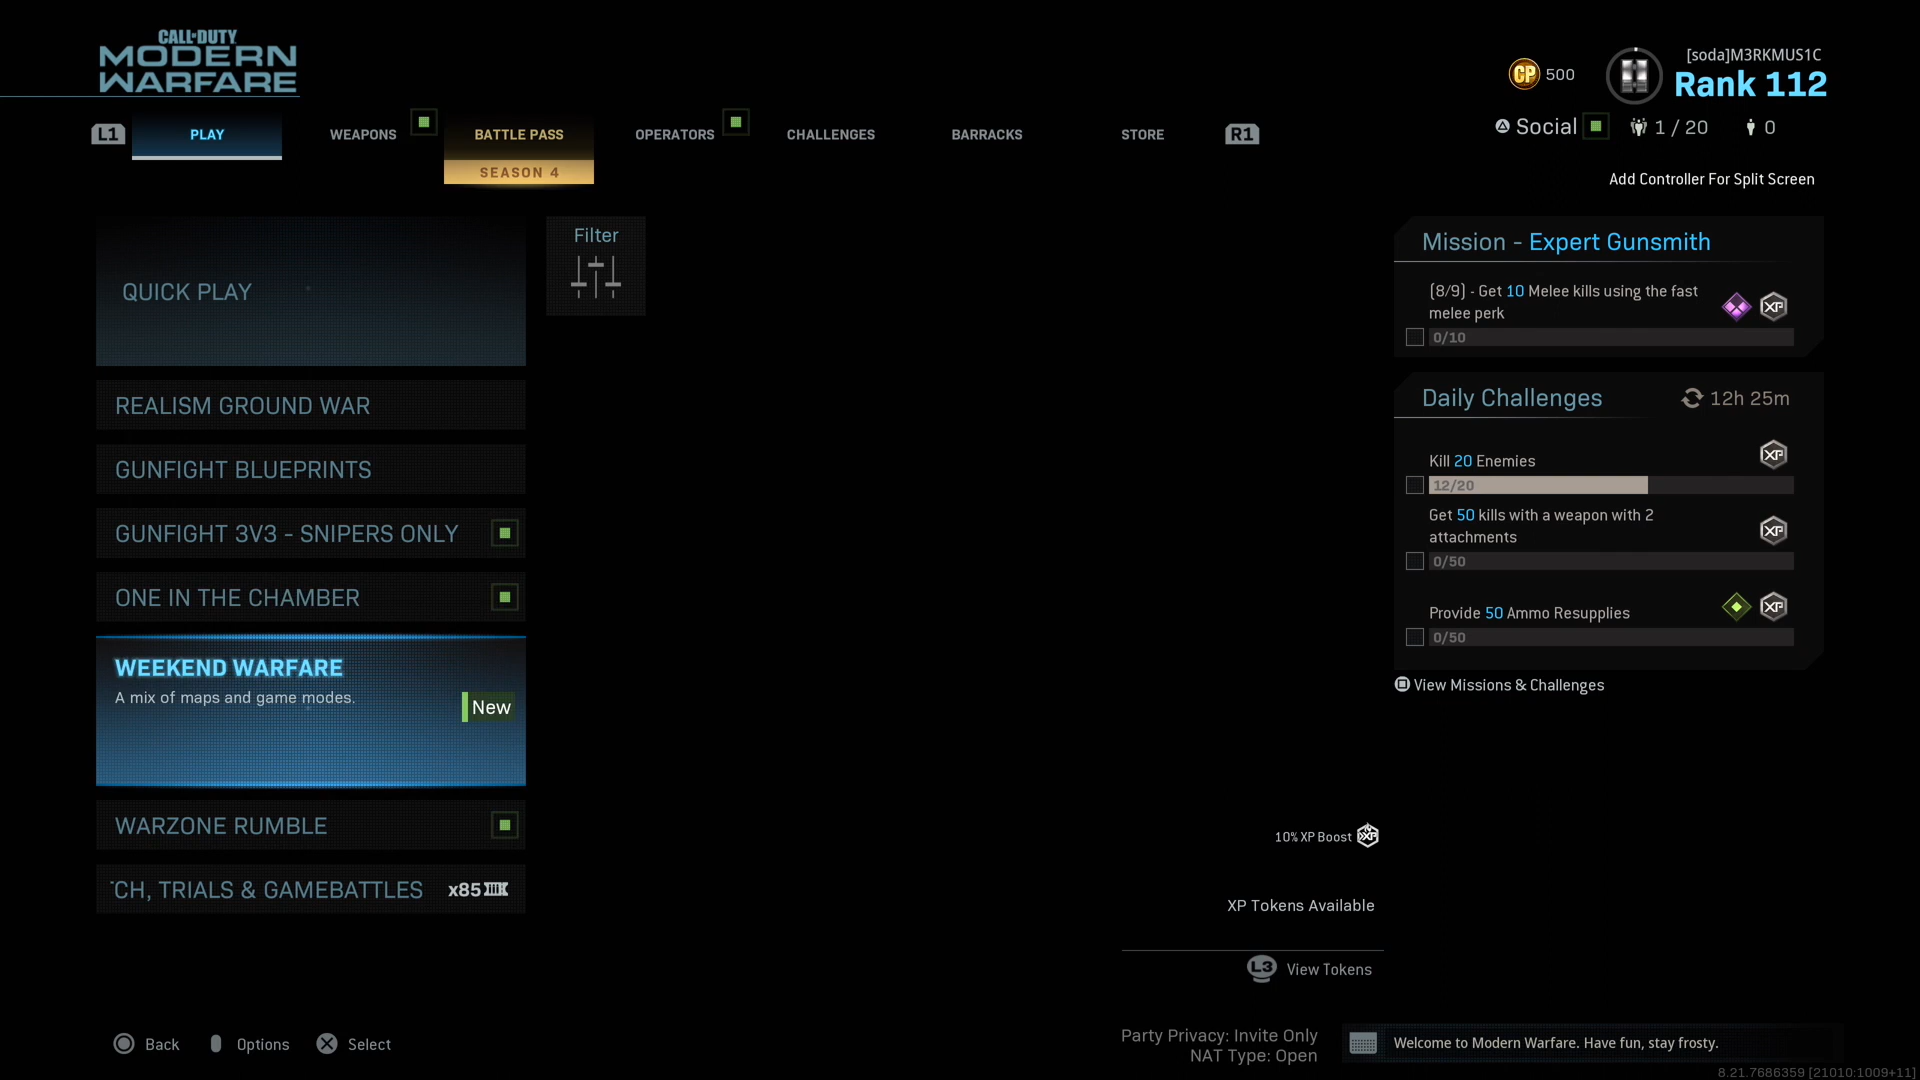 CALL OF DUTY
MODERN
WARFARE
CP 500
[soda]M3RKMUS1C
Rank 112
L1
PLAY
WEAPONS
BATTLE PASS
SEASON 4
OPERATORS
CHALLENGES
BARRACKS
STORE
R1
Social
1 / 20
0
Add Controller For Split Screen
QUICK PLAY
Filter
REALISM GROUND WAR
GUNFIGHT BLUEPRINTS
GUNFIGHT 3V3 - SNIPERS ONLY
ONE IN THE CHAMBER
WEEKEND WARFARE
A mix of maps and game modes.
New
WARZONE RUMBLE
CH, TRIALS & GAMEBATTLES x85
Mission - Expert Gunsmith
(8/9) - Get 10 Melee kills using the fast
melee perk
XP
0/10
Daily Challenges
12h 25m
Kill 20 Enemies
XP
12/20
Get 50 kills with a weapon with 2
attachments
XP
0/50
Provide 50 Ammo Resupplies
XP
0/50
View Missions & Challenges
10% XP Boost XP
XP Tokens Available
L3 View Tokens
Back
Options
Select
Party Privacy: Invite Only
NAT Type: Open
Welcome to Modern Warfare. Have fun, stay frosty.
8.21.7686359 [21010:1009+11]